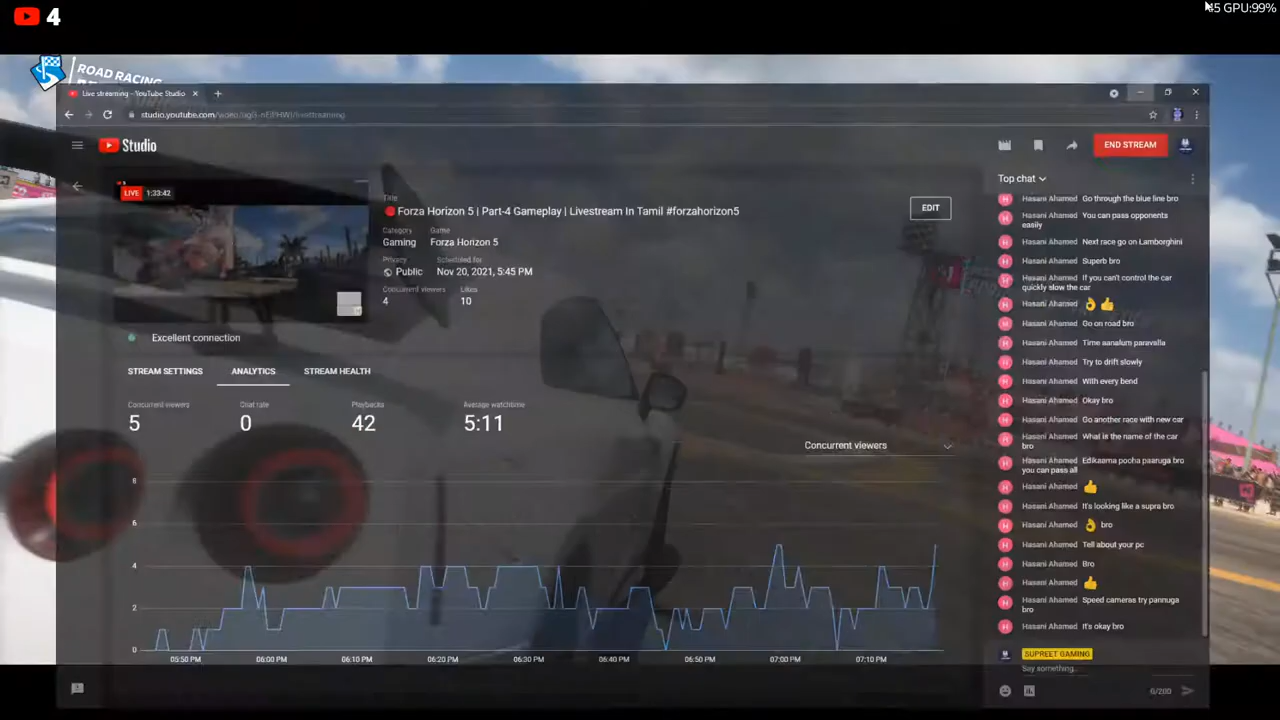 4
GPU:99%
ROAD RACING
Live streaming - YouTube Studio
Studio
END STREAM
LIVE 1:33:42
Title
Forza Horizon 5 | Part-4 Gameplay | Livestream In Tamil #forzahorizon5
EDIT
Category
Game
Gaming
Forza Horizon 5
Privacy
Scheduled for
Public
Nov 20, 2021, 5:45 PM
Concurrent viewers
Likes
4
10
Excellent connection
STREAM SETTINGS
ANALYTICS
STREAM HEALTH
Concurrent viewers
Chat rate
Playbacks
Average watchtime
5
0
42
5:11
Concurrent viewers
8
6
4
2
0
05:50 PM
06:00 PM
06:10 PM
06:20 PM
06:30 PM
06:40 PM
06:50 PM
07:00 PM
07:10 PM
Top chat
Hasani Ahamed Go through the blue line bro
Hasani Ahamed You can pass opponents
easily
Hasani Ahamed Next race go on Lamborghini
Hasani Ahamed Superb bro
Hasani Ahamed If you can't control the car
quickly slow the car
Hasani Ahamed 👌👍
Hasani Ahamed Go on road bro
Hasani Ahamed Time aanalum paravalla
Hasani Ahamed Try to drift slowly
Hasani Ahamed With every bend
Hasani Ahamed Okay bro
Hasani Ahamed Go another race with new car
Hasani Ahamed What is the name of the car
bro
Hasani Ahamed Edikaama pocha paaruga bro
you can pass all
Hasani Ahamed 👍
Hasani Ahamed It's looking like a supra bro
Hasani Ahamed 👌 bro
Hasani Ahamed Tell about your pc
Hasani Ahamed Bro
Hasani Ahamed 👍
Hasani Ahamed Speed cameras try pannuga
bro
Hasani Ahamed It's okay bro
SUPREET GAMING
Say something...
0/200